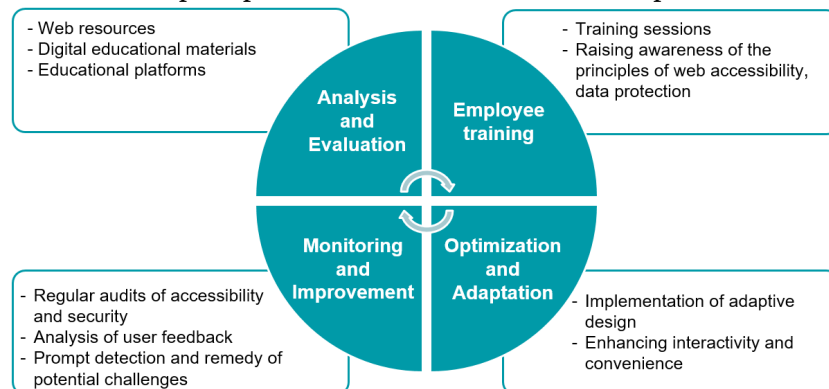 - Web resources
- Digital educational materials
- Educational platforms
Analysis
and
Evaluation
Employee
training
- Training sessions
- Raising awareness of the
principles of web accessibility,
data protection
Monitoring
and
Improvement
Optimization
and
Adaptation
- Regular audits of accessibility
and security
- Analysis of user feedback
- Prompt detection and remedy of
potential challenges
- Implementation of adaptive
design
- Enhancing interactivity and
convenience